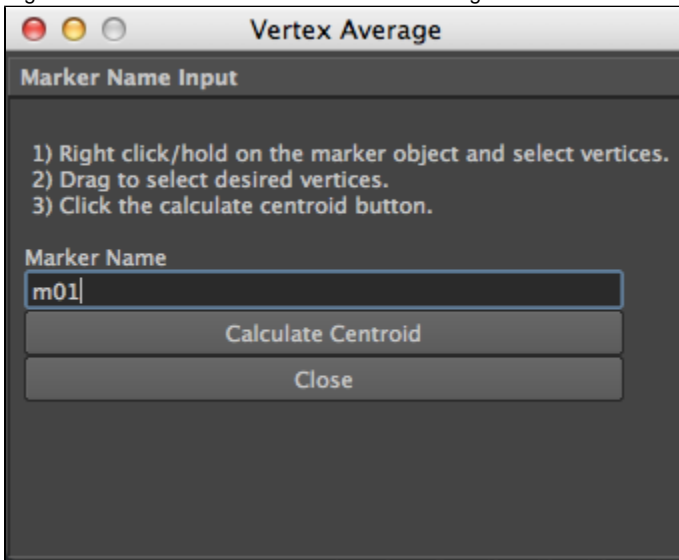 Vertex Average
Marker Name Input
1) Right click/hold on the marker object and select vertices.
2) Drag to select desired vertices.
3) Click the calculate centroid button.
Marker Name
m01
Calculate Centroid
Close